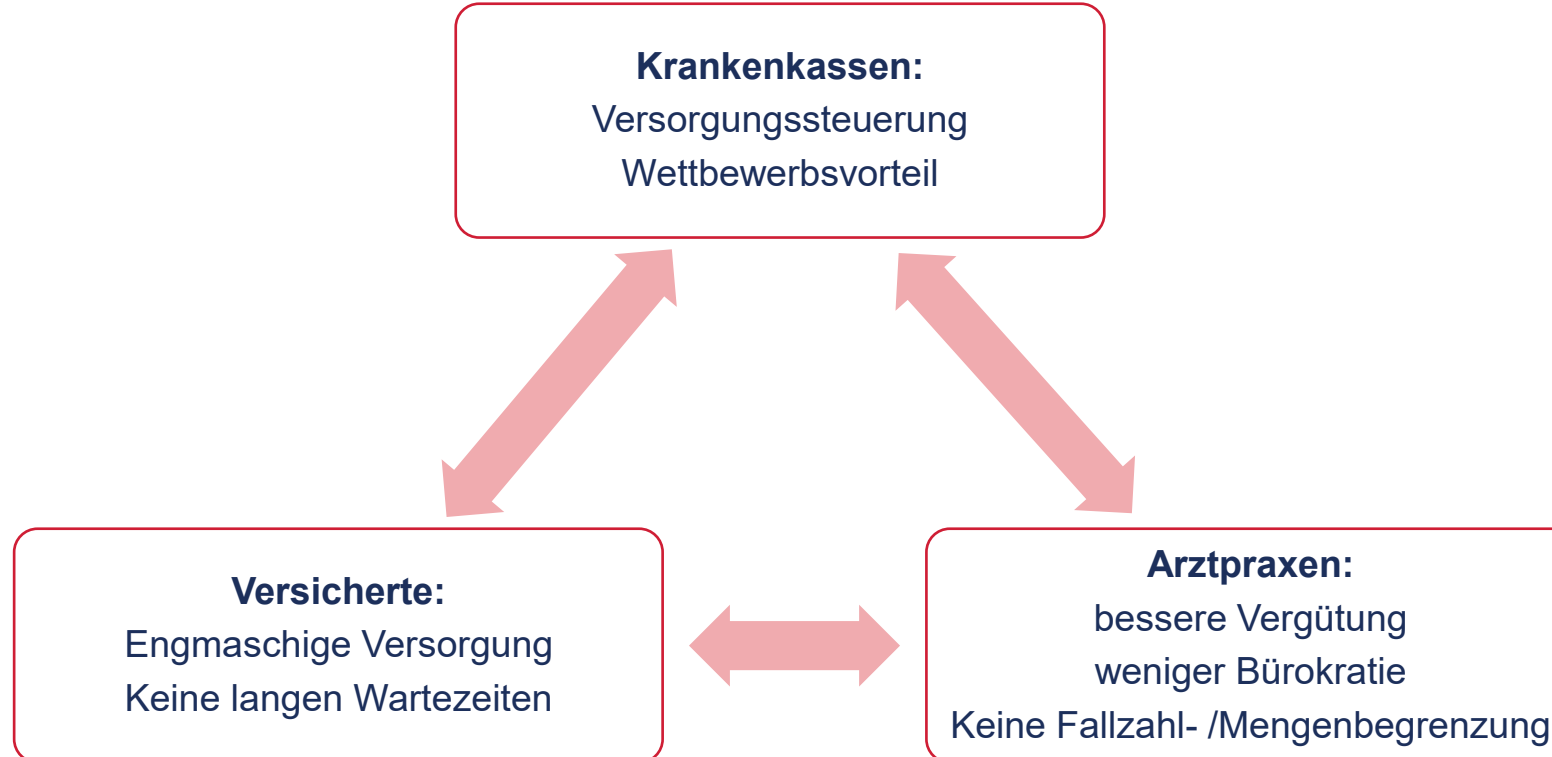 Krankenkassen:
Versorgungssteuerung
Wettbewerbsvorteil
Versicherte:
Engmaschige Versorgung
Keine langen Wartezeiten
Arztpraxen:
bessere Vergütung
weniger Bürokratie
Keine Fallzahl- /Mengenbegrenzung